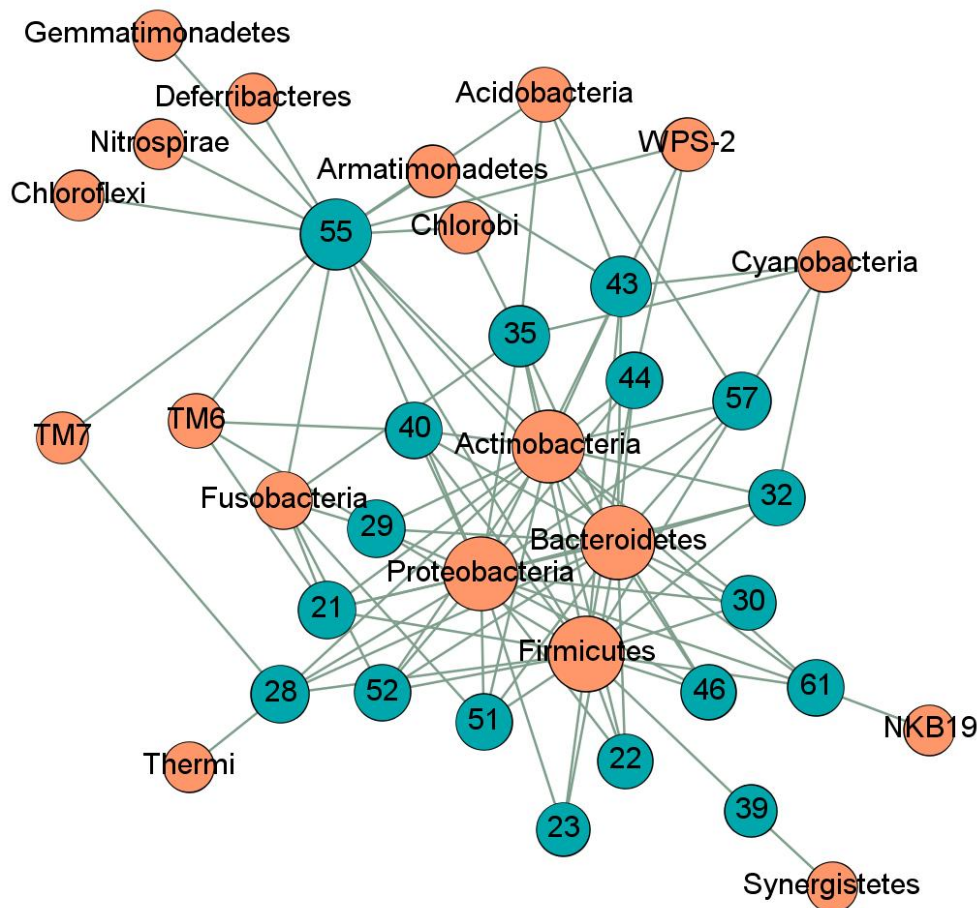 Gemmatimonadetes
Deferribacteres
Acidobacteria
Nitrospirae
WPS-2
Armatimonadetes
Chloroflexi
Chlorobi
55
Cyanobacteria
43
35
44
57
TM7
TM6
40
Actinobacteria
Fusobacteria
32
29
Bacteroidetes
Proteobacteria
21
30
Firmicutes
28
52
46
61
51
NKB19
Thermi
22
39
23
Synergistetes